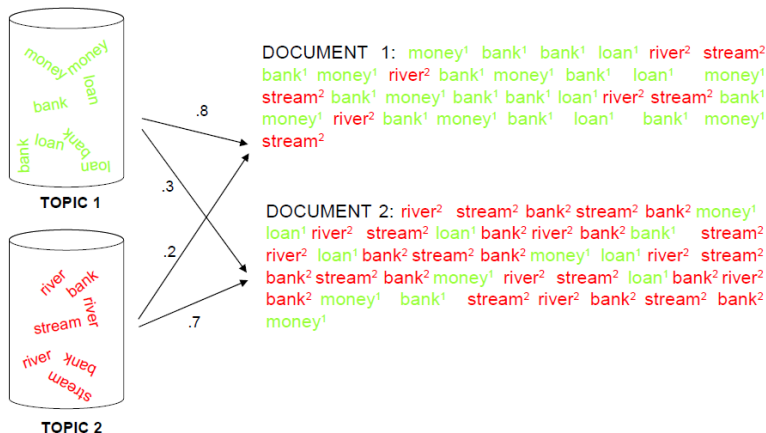 money
money
loan
bank
loan
bank
bank
loan
TOPIC 1
river
bank
river
stream
river
bank
stream
TOPIC 2
.8
.3
.2
.7
DOCUMENT 1: money¹ bank¹ bank¹ loan¹ river² stream²
bank¹ money¹ river² bank¹ money¹ bank¹ loan¹ money¹
stream² bank¹ money¹ bank¹ bank¹ loan¹ river² stream² bank¹
money¹ river² bank¹ money¹ bank¹ loan¹ bank¹ money¹
stream²
DOCUMENT 2: river² stream² bank² stream² bank² money¹
loan¹ river² stream² loan¹ bank² river² bank² bank¹ stream²
river² loan¹ bank² stream² bank² money¹ loan¹ river² stream²
bank² stream² bank² money¹ river² stream² loan¹ bank² river²
bank² money¹ bank¹ stream² river² bank² stream² bank²
money¹